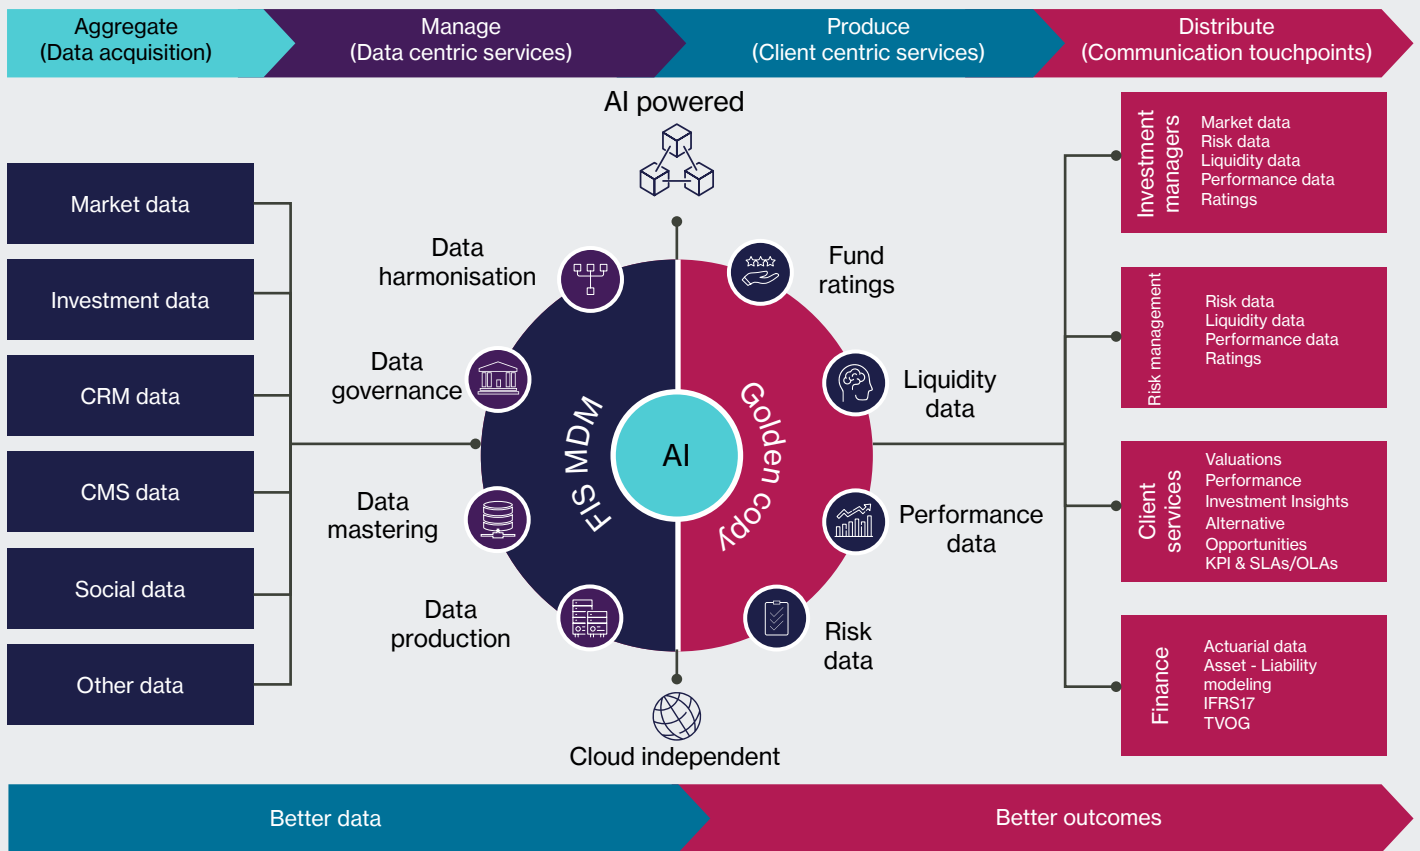 Aggregate
(Data acquisition)
Manage
(Data centric services)
Produce
(Client centric services)
Distribute
(Communication touchpoints)
Market data
Investment data
CRM data
CMS data
Social data
Other data
AI powered
Data
harmonisation
Data
governance
Data
mastering
Data
production
FIS MDM
AI
Golden copy
Fund
ratings
Liquidity
data
Performance
data
Risk
data
Cloud independent
Investment
managers
Market data
Risk data
Liquidity data
Performance data
Ratings
Risk management
Risk data
Liquidity data
Performance data
Ratings
Client
services
Valuations
Performance
Investment Insights
Alternative
Opportunities
KPI & SLAs/OLAs
Finance
Actuarial data
Asset - Liability
modeling
IFRS17
TVOG
Better data
Better outcomes